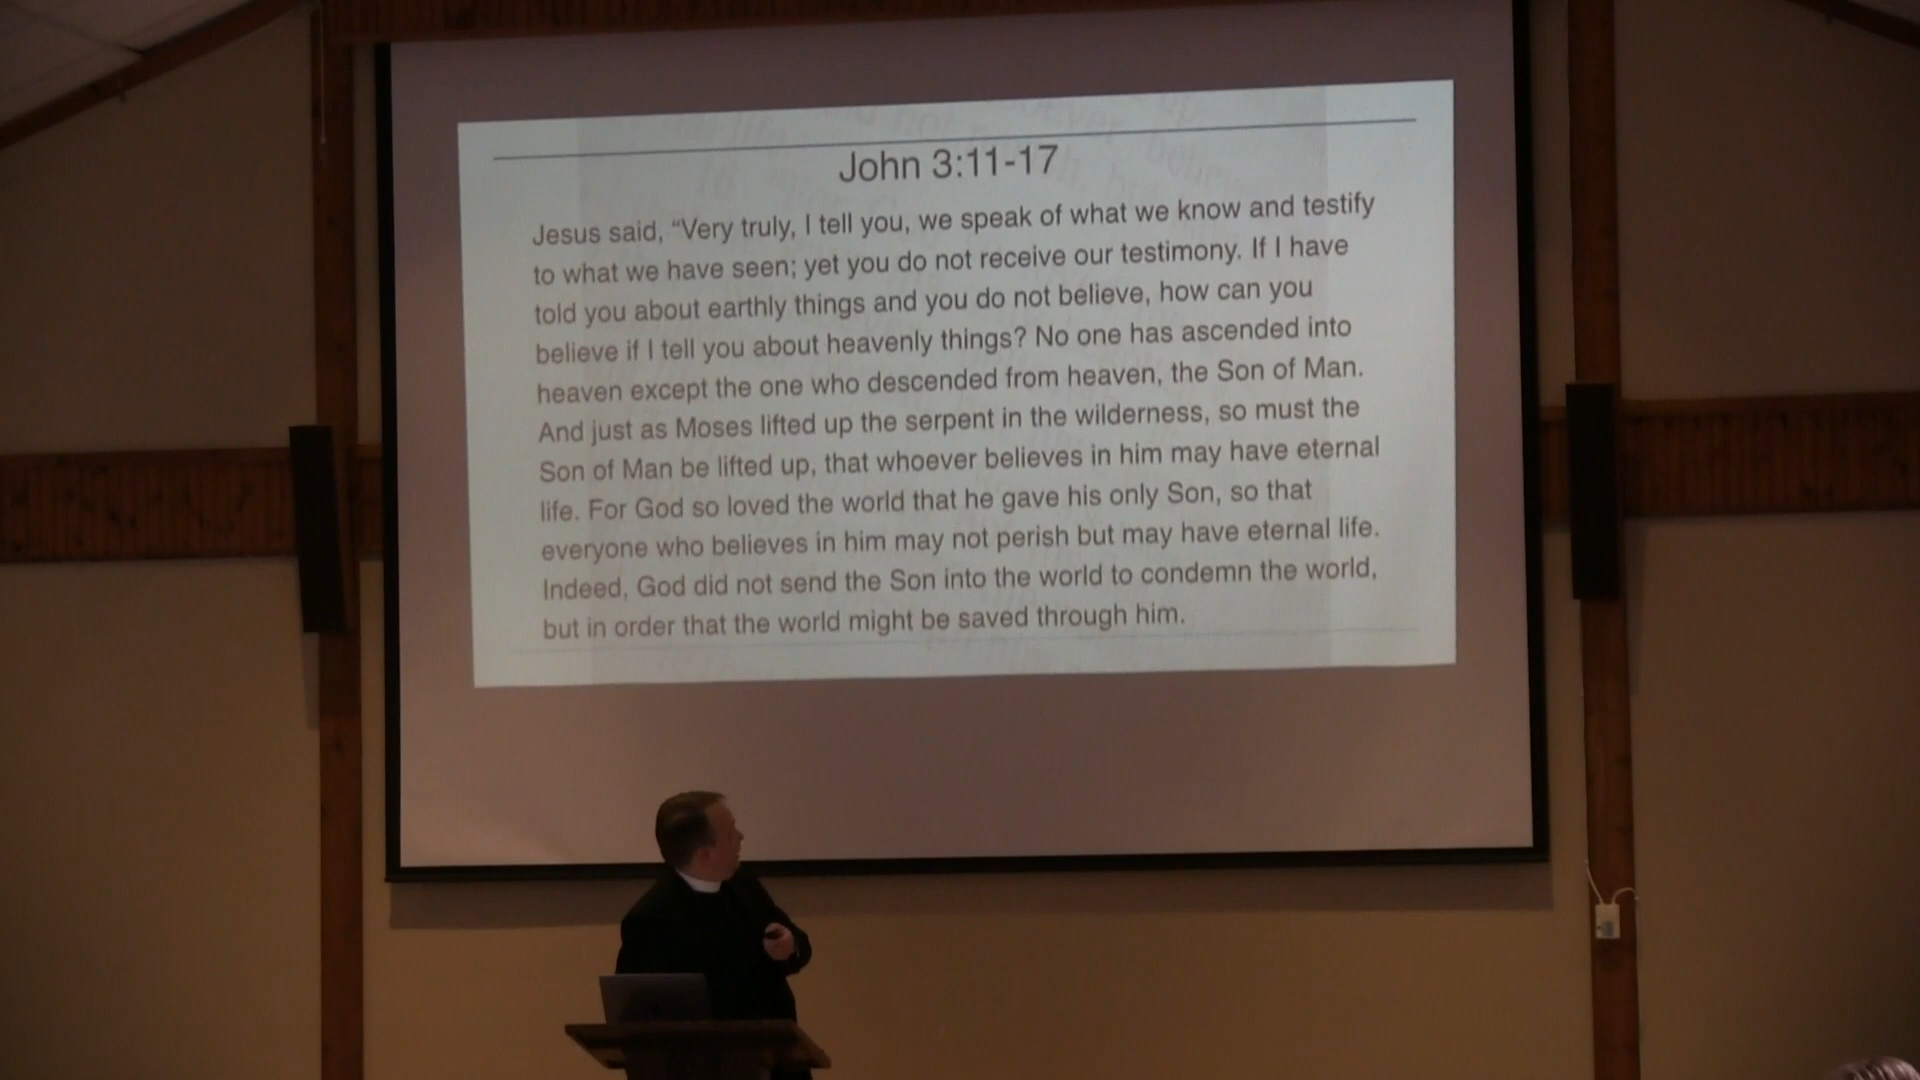 John 3:11-17
Jesus said, “Very truly, I tell you, we speak of what we know and testify
to what we have seen; yet you do not receive our testimony. If I have
told you about earthly things and you do not believe, how can you
believe if I tell you about heavenly things? No one has ascended into
heaven except the one who descended from heaven, the Son of Man.
And just as Moses lifted up the serpent in the wilderness, so must the
Son of Man be lifted up, that whoever believes in him may have eternal
life. For God so loved the world that he gave his only Son, so that
everyone who believes in him may not perish but may have eternal life.
Indeed, God did not send the Son into the world to condemn the world,
but in order that the world might be saved through him.